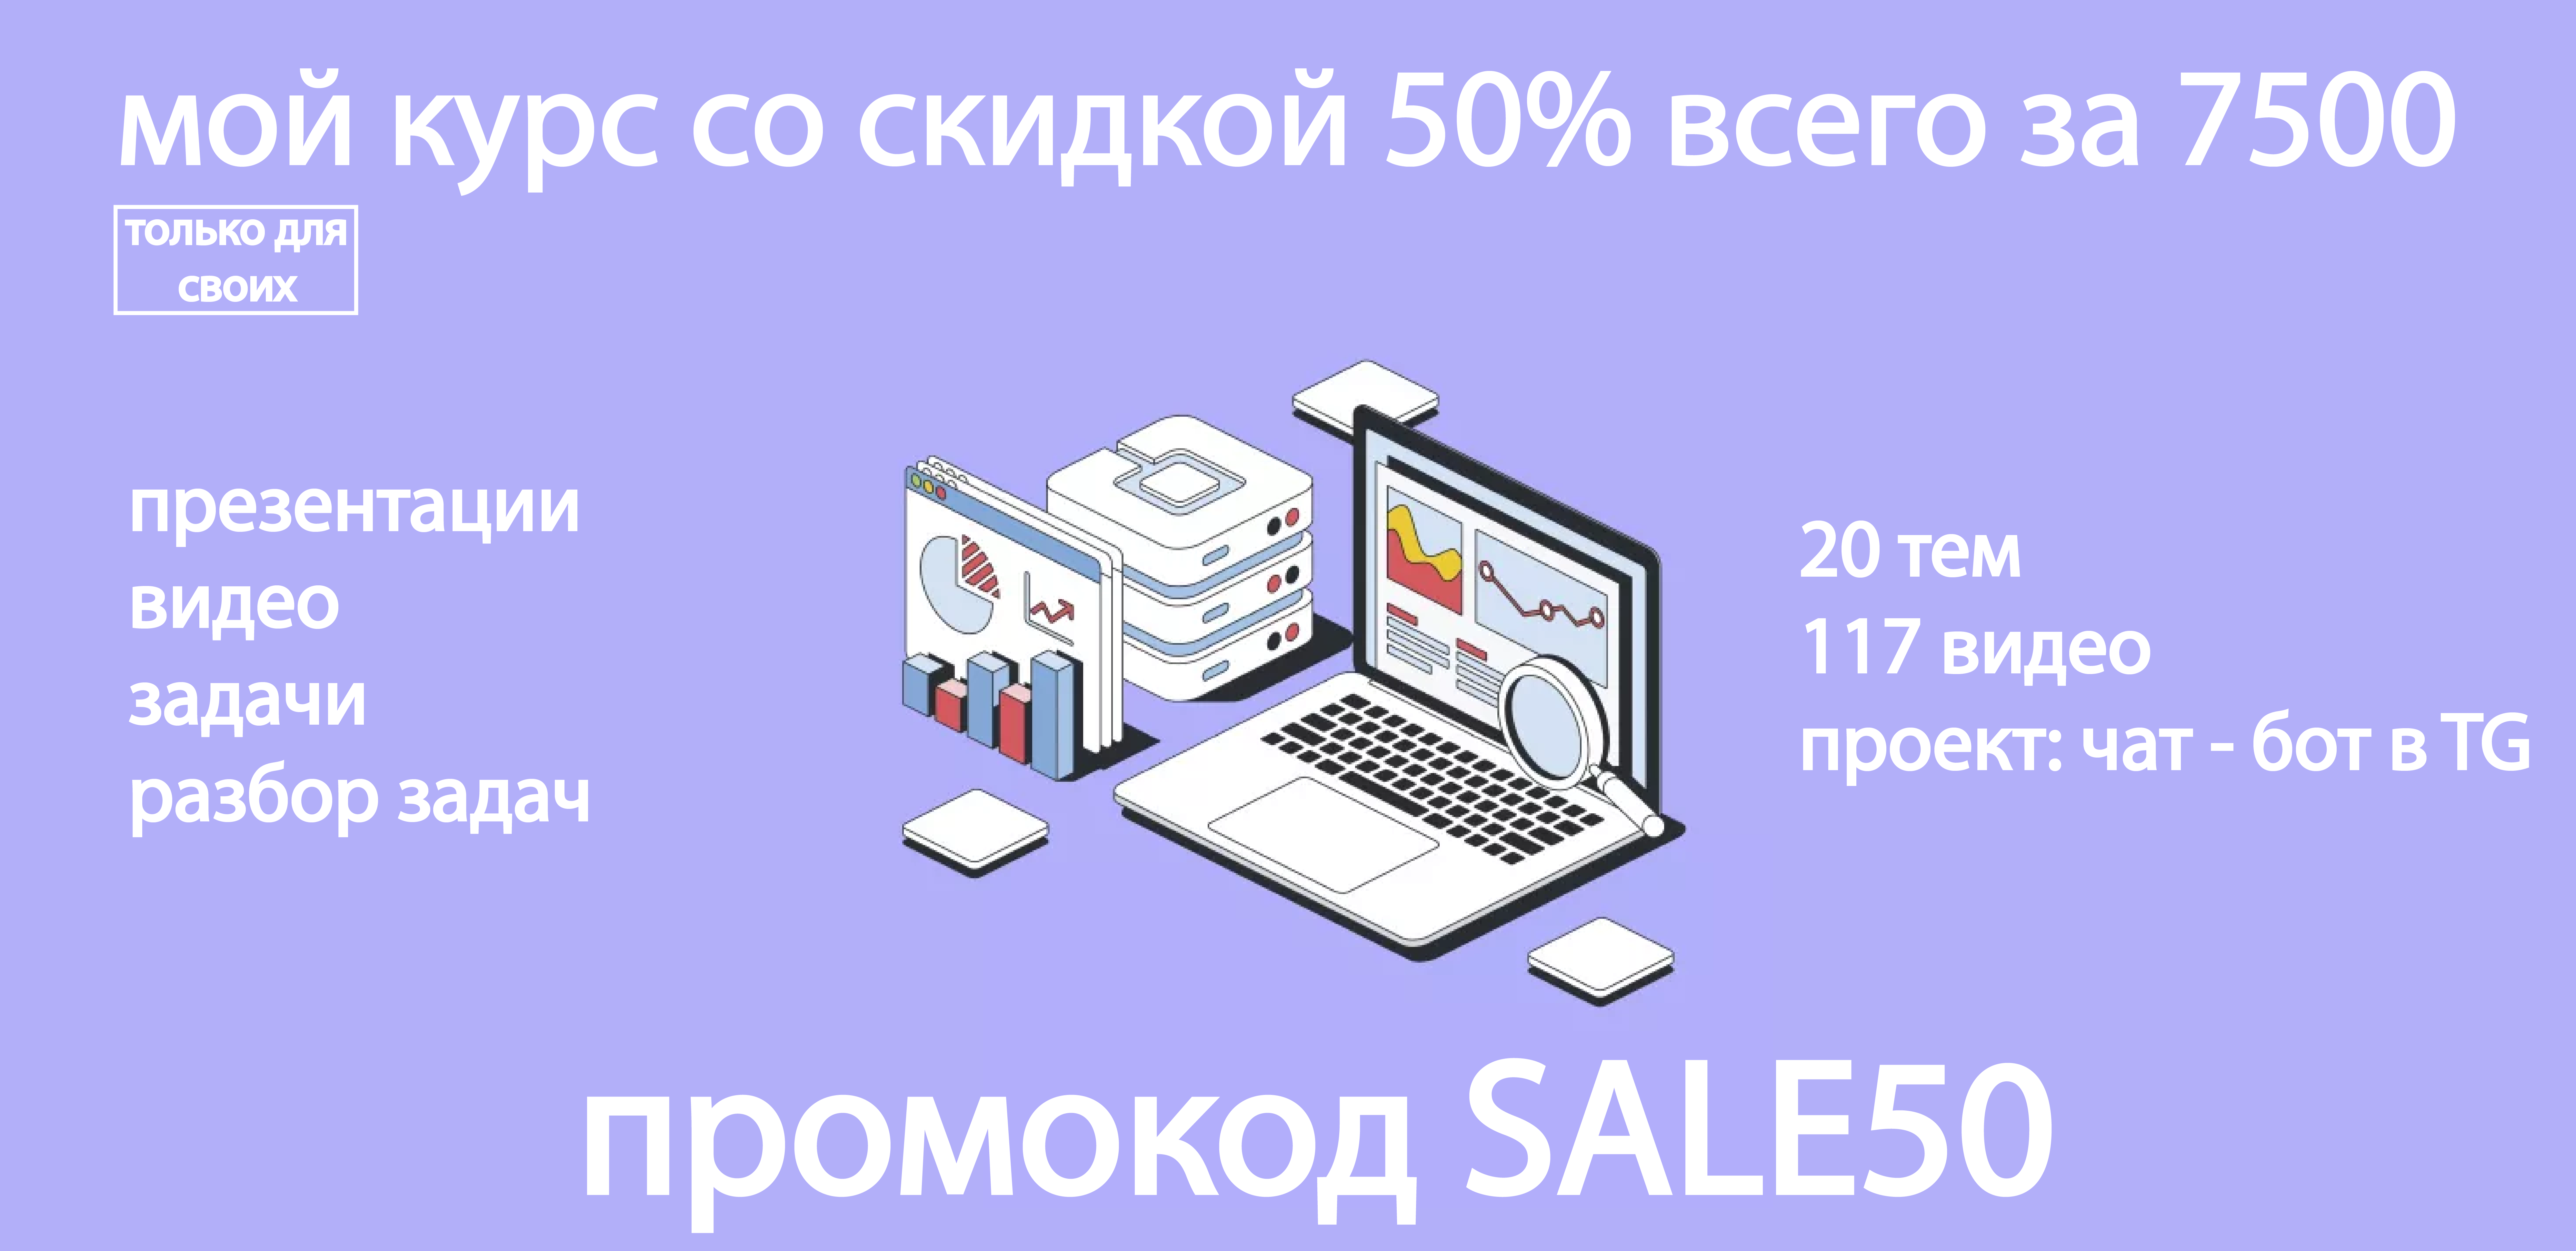 мой курс со скидкой 50% всего за 7500
только для
своих
презентации
видео
задачи
разбор задач
20 тем
117 видео
проект: чат - бот в TG
промокод SALE50